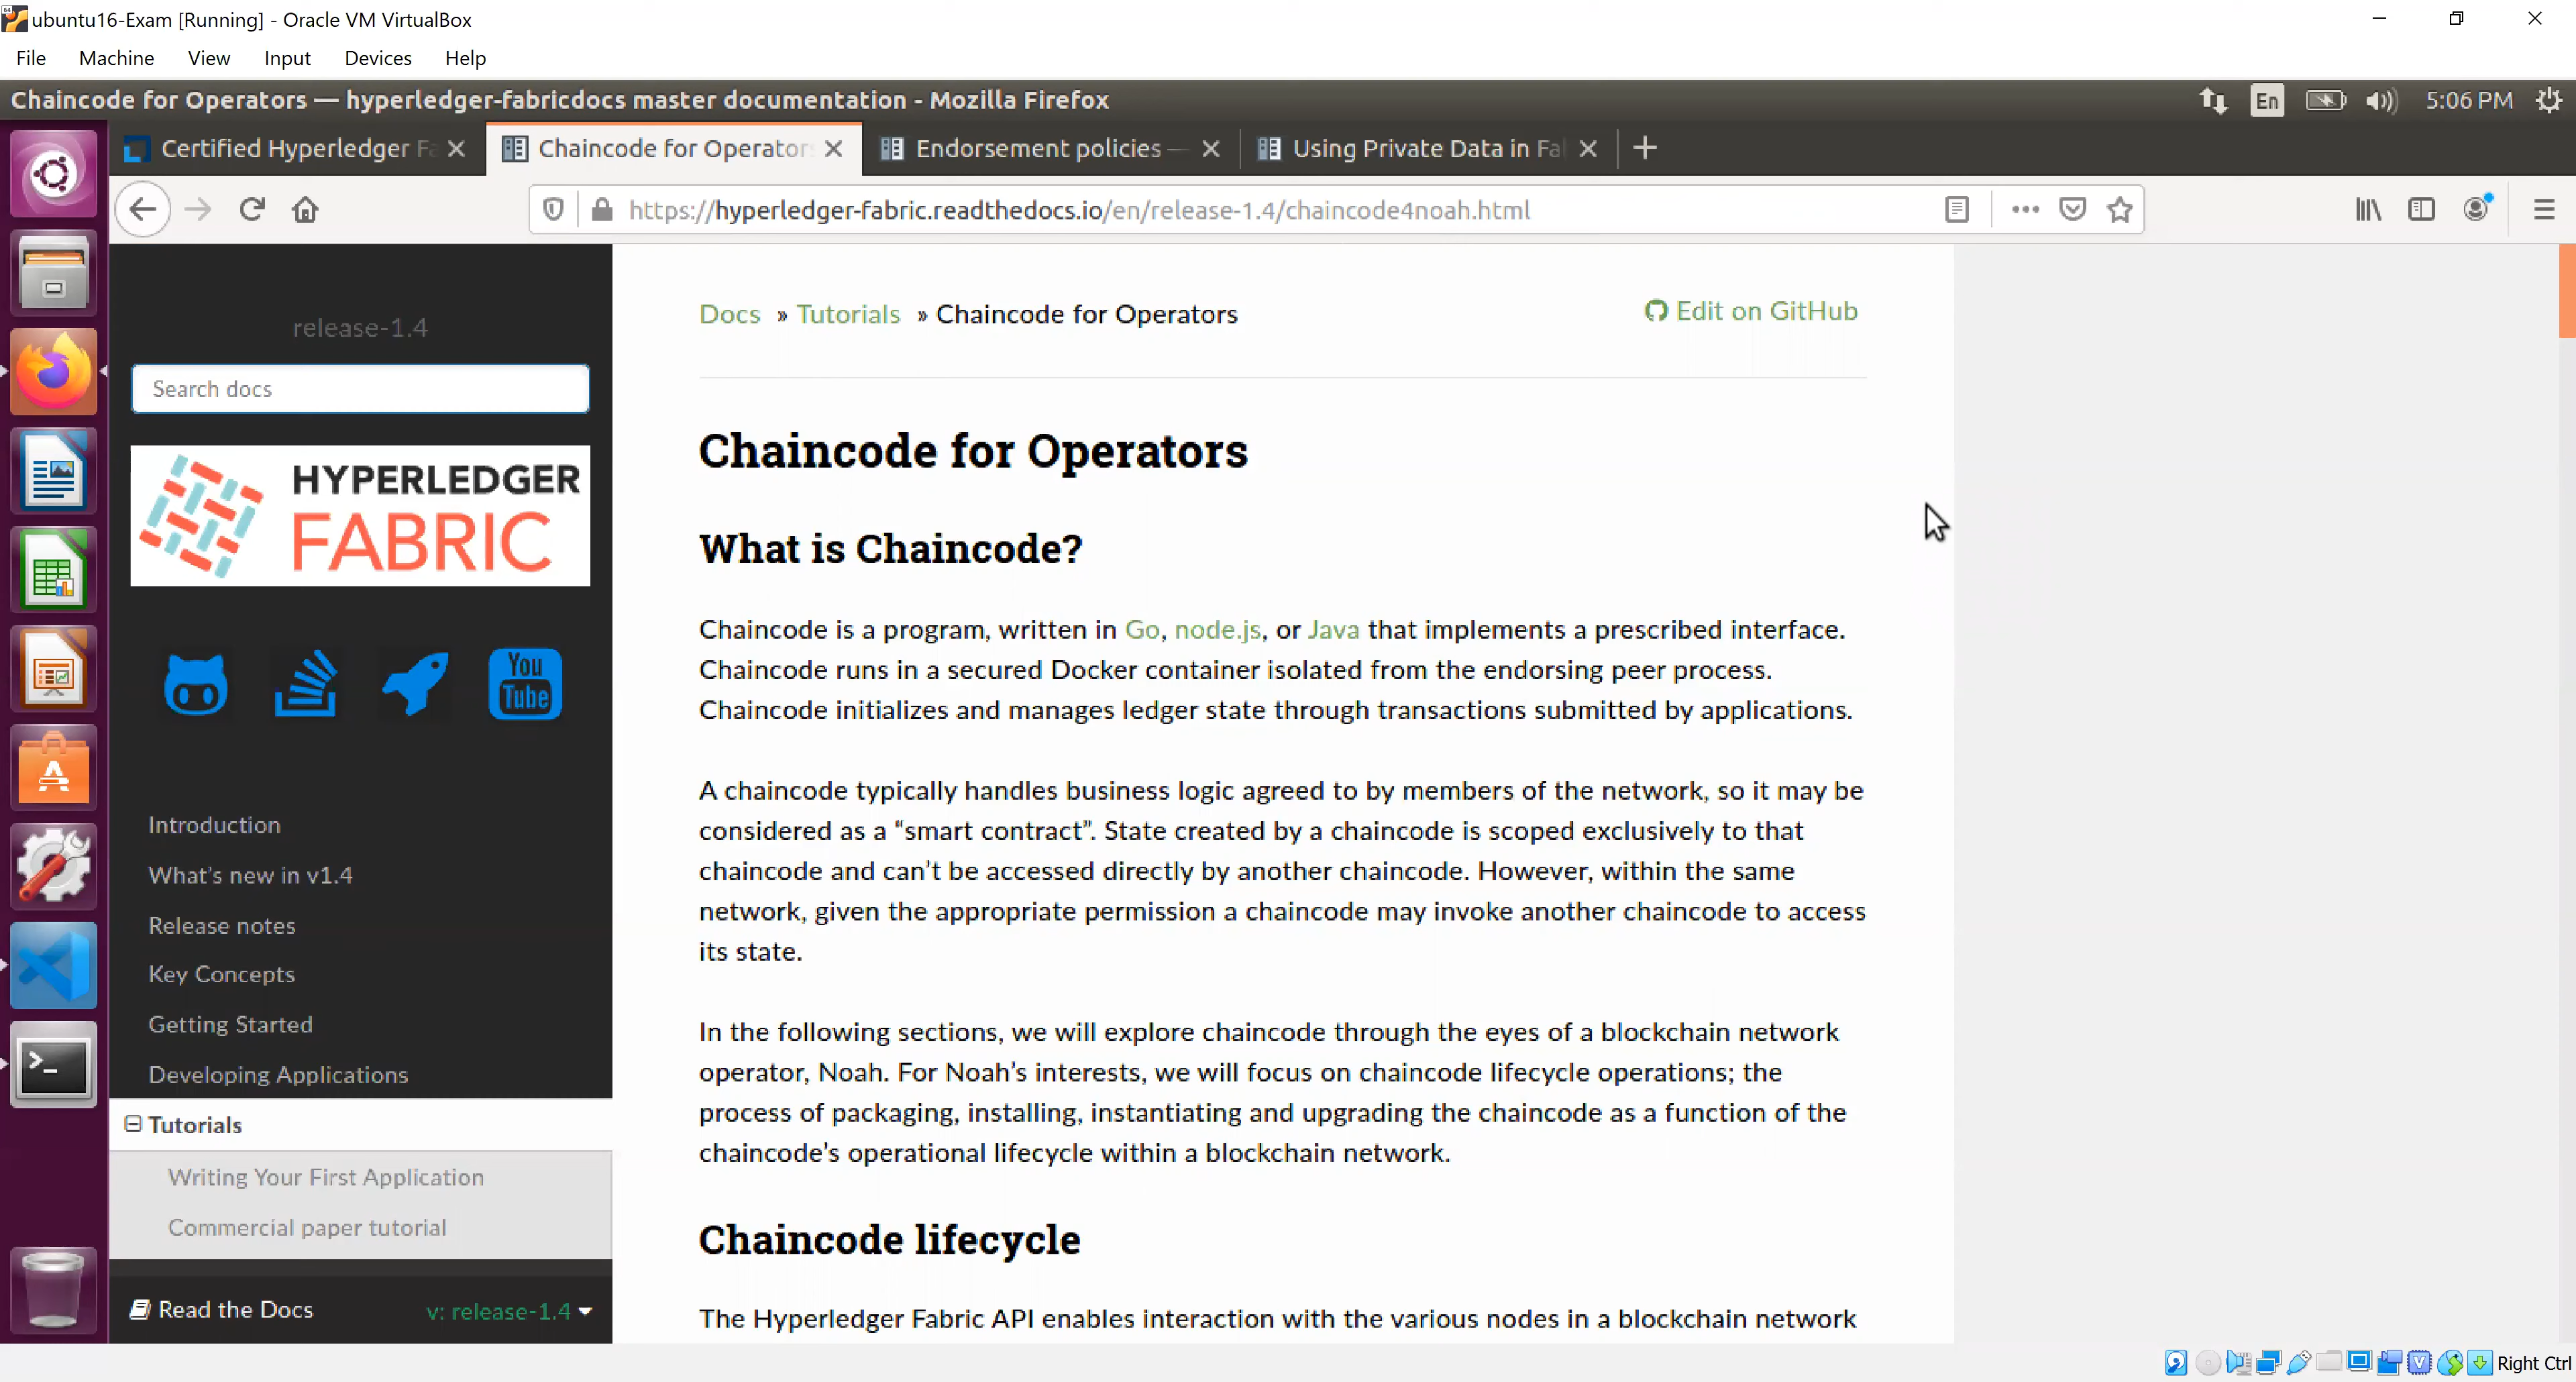 ubuntu16-Exam [Running] - Oracle VM VirtualBox
File Machine View Input Devices Help
Chaincode for Operators — hyperledger-fabricdocs master documentation - Mozilla Firefox
En 5:06 PM
Certified Hyperledger Fa
Chaincode for Operator
Endorsement policies —
Using Private Data in Fa
https://hyperledger-fabric.readthedocs.io/en/release-1.4/chaincode4noah.html
release-1.4
Search docs
HYPERLEDGER
FABRIC
You
Tube
Introduction
What's new in v1.4
Release notes
Key Concepts
Getting Started
Developing Applications
Tutorials
Writing Your First Application
Commercial paper tutorial
Read the Docs v: release-1.4
Docs » Tutorials » Chaincode for Operators
Edit on GitHub
Chaincode for Operators
What is Chaincode?
Chaincode is a program, written in Go, node.js, or Java that implements a prescribed interface.
Chaincode runs in a secured Docker container isolated from the endorsing peer process.
Chaincode initializes and manages ledger state through transactions submitted by applications.
A chaincode typically handles business logic agreed to by members of the network, so it may be
considered as a “smart contract”. State created by a chaincode is scoped exclusively to that
chaincode and can’t be accessed directly by another chaincode. However, within the same
network, given the appropriate permission a chaincode may invoke another chaincode to access
its state.
In the following sections, we will explore chaincode through the eyes of a blockchain network
operator, Noah. For Noah’s interests, we will focus on chaincode lifecycle operations; the
process of packaging, installing, instantiating and upgrading the chaincode as a function of the
chaincode’s operational lifecycle within a blockchain network.
Chaincode lifecycle
The Hyperledger Fabric API enables interaction with the various nodes in a blockchain network
Right Ctrl